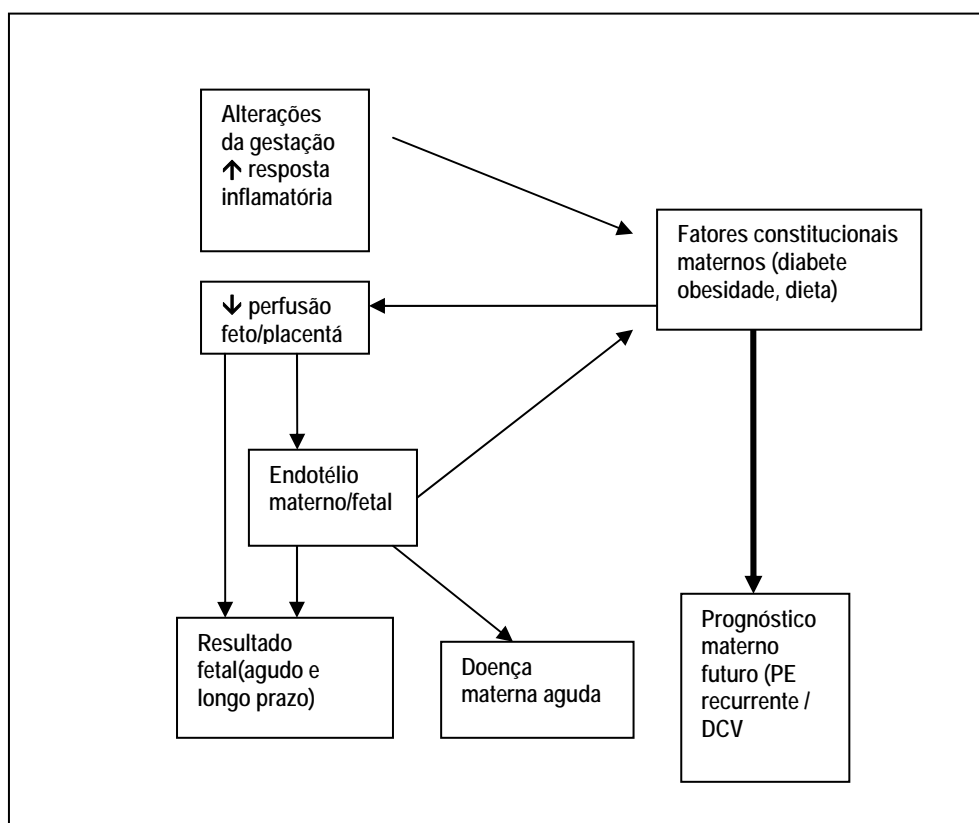 Alterações
da gestação
↑ resposta
inflamatória
Fatores constitucionais
maternos (diabete
obesidade, dieta)
↓ perfusão
feto/placentá
Endotélio
materno/fetal
Resultado
fetal(agudo e
longo prazo)
Doença
materna aguda
Prognóstico
materno
futuro (PE
recurrente /
DCV